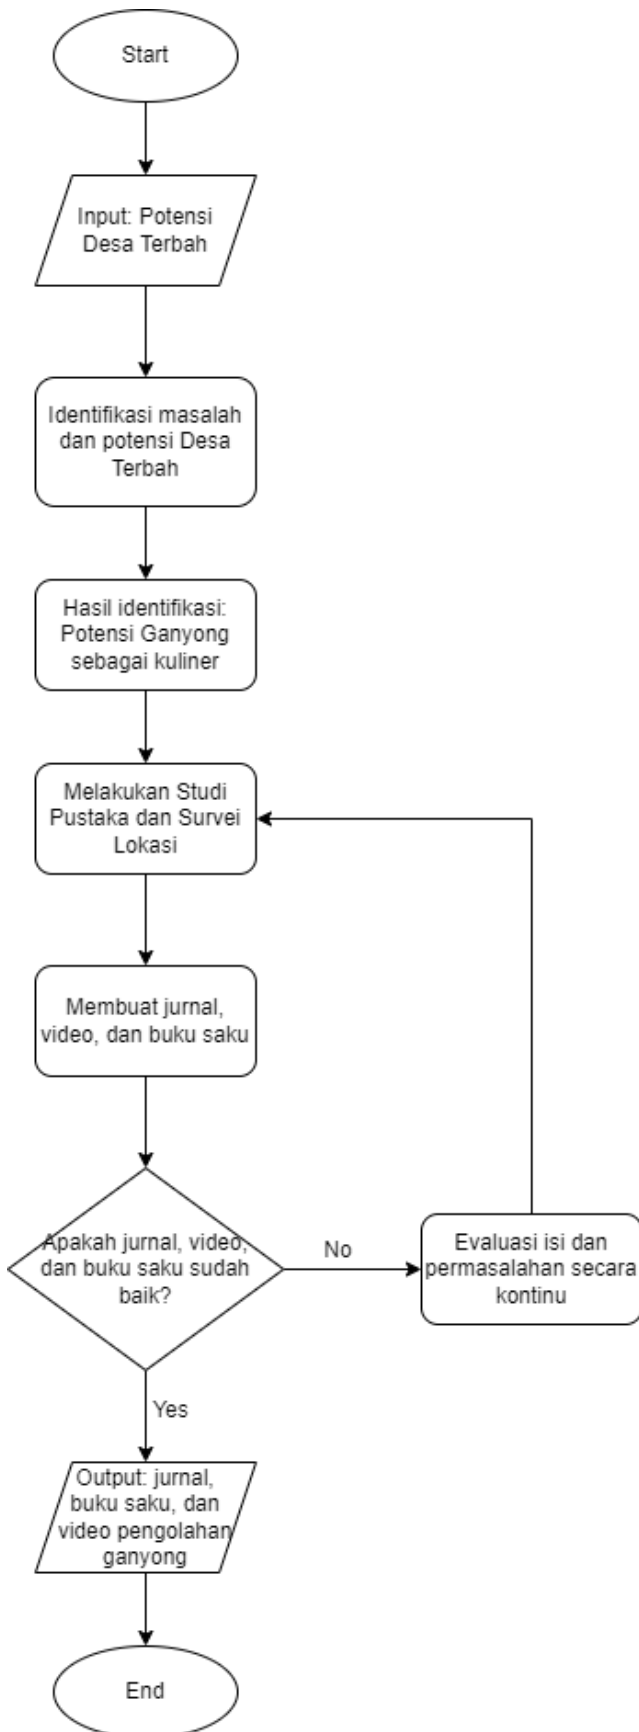 Start
Input: Potensi
Desa Terbah
Identifikasi masalah
dan potensi Desa
Terbah
Hasil identifikasi:
Potensi Ganyong
sebagai kuliner
Melakukan Studi
Pustaka dan Survei
Lokasi
Membuat jurnal,
video, dan buku saku
Apakah jurnal, video,
dan buku saku sudah
baik?
No
Evaluasi isi dan
permasalahan secara
kontinu
Yes
Output: jurnal,
buku saku, dan
video pengolahan
ganyong
End